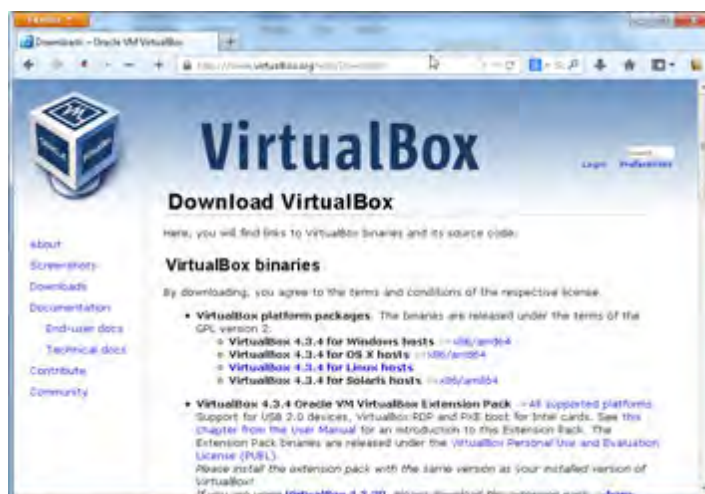 Downloads – Oracle VM VirtualBox
VirtualBox
Login Preferences
Download VirtualBox
Here, you will find links to VirtualBox binaries and its source code.
About
Screenshots
Downloads
Documentation
End-user docs
Technical docs
Contribute
Community
VirtualBox binaries
By downloading, you agree to the terms and conditions of the respective license.
• VirtualBox platform packages. The binaries are released under the terms of the
GPL version 2.
VirtualBox 4.3.4 for Windows hosts x86/amd64
VirtualBox 4.3.4 for OS X hosts x86/amd64
VirtualBox 4.3.4 for Linux hosts
VirtualBox 4.3.4 for Solaris hosts x86/amd64
• VirtualBox 4.3.4 Oracle VM VirtualBox Extension Pack All supported platforms
Support for USB 2.0 devices, VirtualBox RDP and PXE boot for Intel cards. See this
chapter from the User Manual for an introduction to this Extension Pack. The
Extension Pack binaries are released under the VirtualBox Personal Use and Evaluation
License (PUEL).
Please install the extension pack with the same version as your installed version of
VirtualBox!